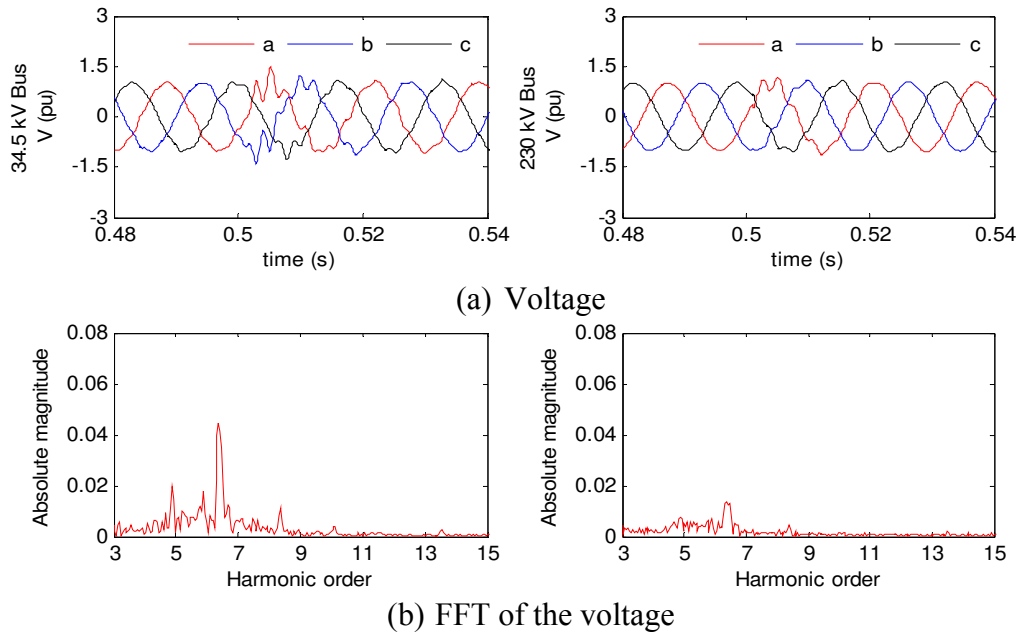 3
1.5
0
-1.5
-3
34.5 kV Bus
V (pu)
a
b
c
0.48
0.5
0.52
0.54
time (s)
3
1.5
0
-1.5
-3
230 kV Bus
V (pu)
a
b
c
0.48
0.5
0.52
0.54
time (s)
(a) Voltage
0.08
0.06
0.04
0.02
0
Absolute magnitude
3
5
7
9
11
13
15
Harmonic order
0.08
0.06
0.04
0.02
0
Absolute magnitude
3
5
7
9
11
13
15
Harmonic order
(b) FFT of the voltage